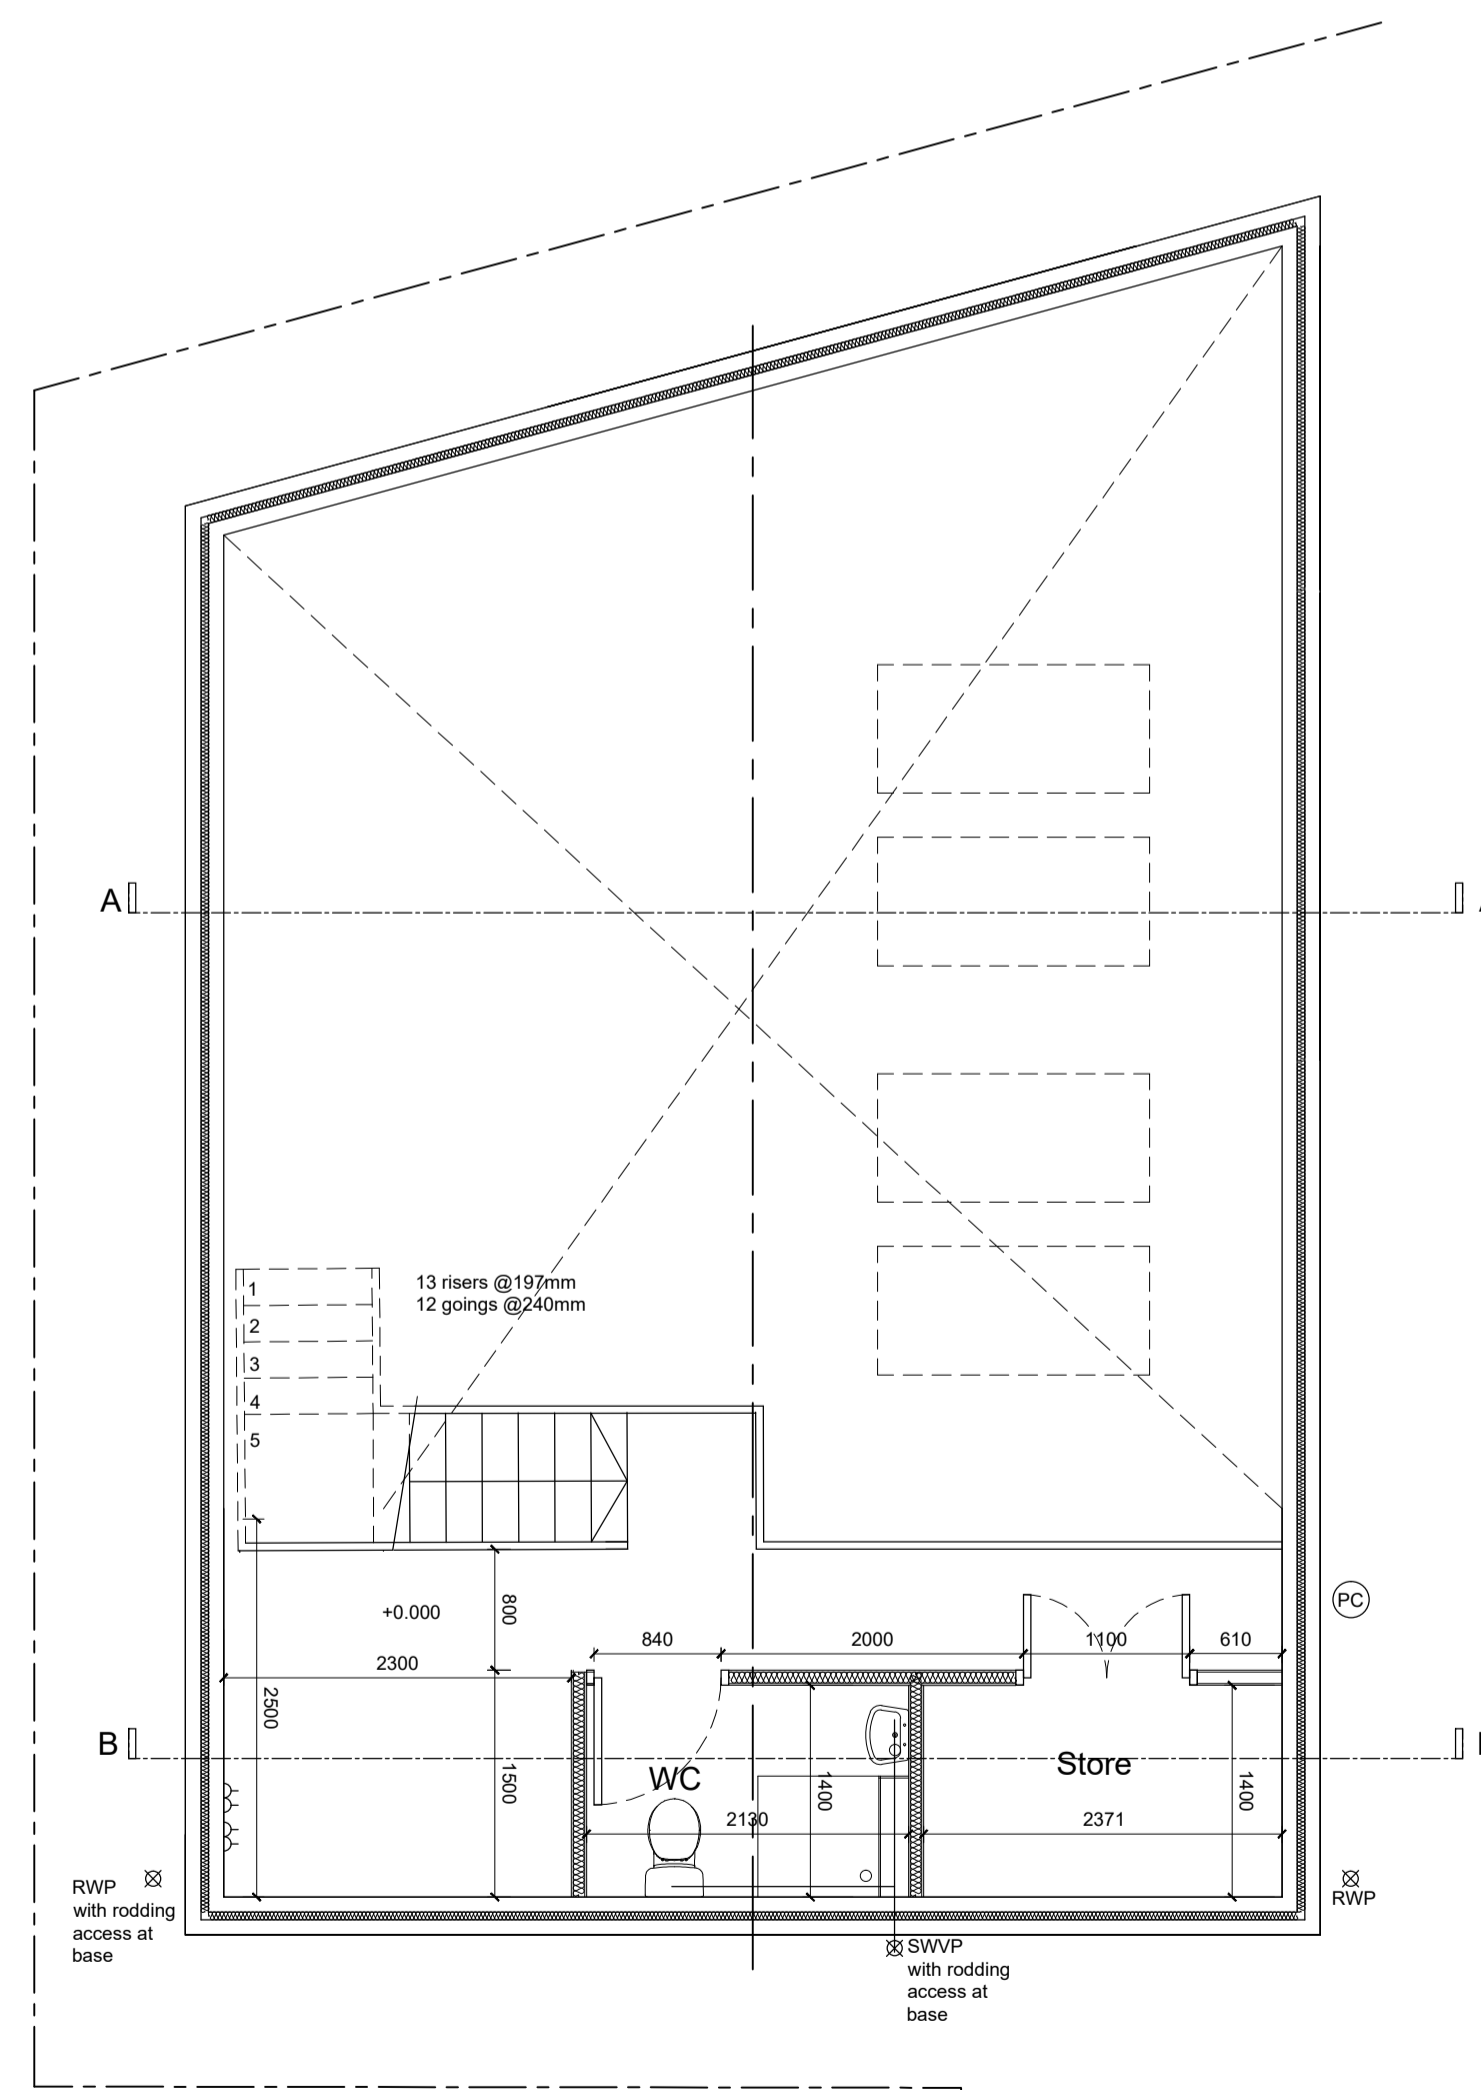 A
1
13 risers @197mm
2
12 goings @240mm
3
4
5
PC
+0.000
800
840
2000
1100
610
2300
2500
B
WC
Store
1500
1400
1400
2130
2371
RWP
with rodding
access at
base
RWP
SWVP
with rodding
access at
base